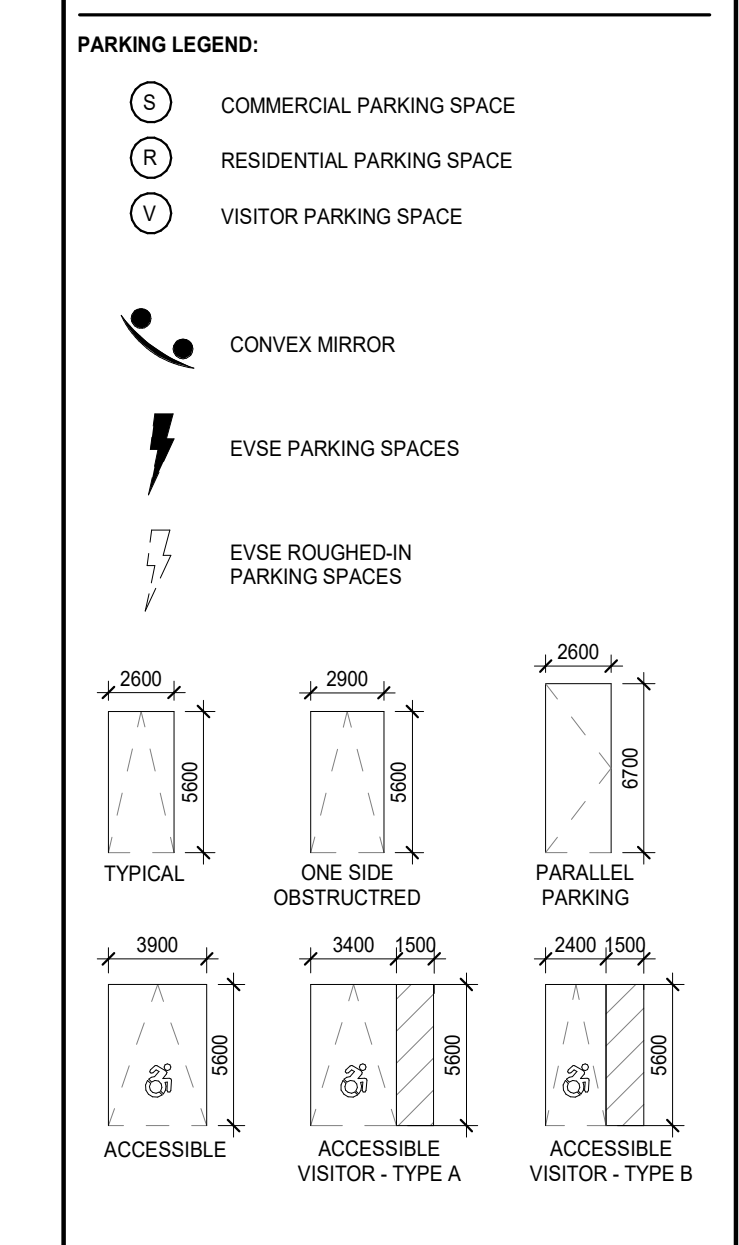 PARKING LEGEND:
S COMMERCIAL PARKING SPACE
R RESIDENTIAL PARKING SPACE
V VISITOR PARKING SPACE
CONVEX MIRROR
EVSE PARKING SPACES
EVSE ROUGHED-IN
PARKING SPACES
2600
5600
TYPICAL
2900
5600
ONE SIDE
OBSTRUCTRED
2600
6700
PARALLEL
PARKING
3900
5600
ACCESSIBLE
3400 1500
5600
ACCESSIBLE
VISITOR - TYPE A
2400 1500
5600
ACCESSIBLE
VISITOR - TYPE B